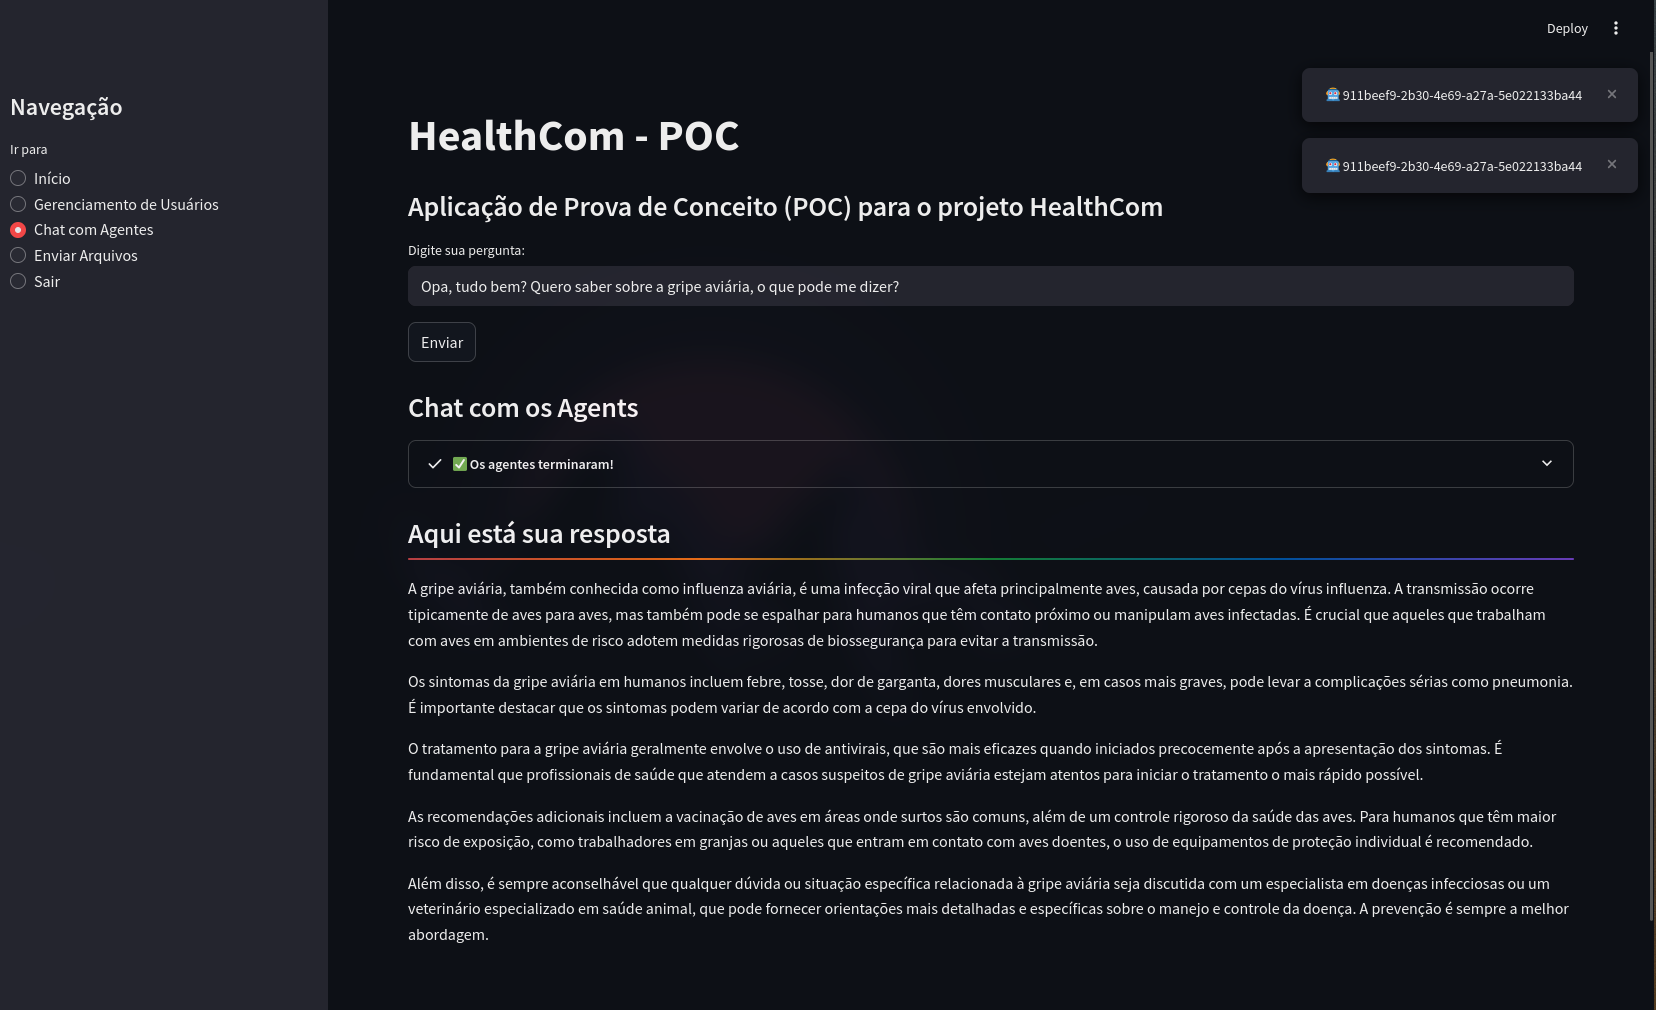 Deploy
Navegação
Ir para
Início
Gerenciamento de Usuários
Chat com Agentes
Enviar Arquivos
Sair
911beef9-2b30-4e69-a27a-5e022133ba44
911beef9-2b30-4e69-a27a-5e022133ba44
HealthCom - POC
Aplicação de Prova de Conceito (POC) para o projeto HealthCom
Digite sua pergunta:
Opa, tudo bem? Quero saber sobre a gripe aviária, o que pode me dizer?
Enviar
Chat com os Agents
✅ Os agentes terminaram!
Aqui está sua resposta
A gripe aviária, também conhecida como influenza aviária, é uma infecção viral que afeta principalmente aves, causada por cepas do vírus influenza. A transmissão ocorre
tipicamente de aves para aves, mas também pode se espalhar para humanos que têm contato próximo ou manipulam aves infectadas. É crucial que aqueles que trabalham
com aves em ambientes de risco adotem medidas rigorosas de biossegurança para evitar a transmissão.
Os sintomas da gripe aviária em humanos incluem febre, tosse, dor de garganta, dores musculares e, em casos mais graves, pode levar a complicações sérias como pneumonia.
É importante destacar que os sintomas podem variar de acordo com a cepa do vírus envolvido.
O tratamento para a gripe aviária geralmente envolve o uso de antivirais, que são mais eficazes quando iniciados precocemente após a apresentação dos sintomas. É
fundamental que profissionais de saúde que atendem a casos suspeitos de gripe aviária estejam atentos para iniciar o tratamento o mais rápido possível.
As recomendações adicionais incluem a vacinação de aves em áreas onde surtos são comuns, além de um controle rigoroso da saúde das aves. Para humanos que têm maior
risco de exposição, como trabalhadores em granjas ou aqueles que entram em contato com aves doentes, o uso de equipamentos de proteção individual é recomendado.
Além disso, é sempre aconselhável que qualquer dúvida ou situação específica relacionada à gripe aviária seja discutida com um especialista em doenças infecciosas ou um
veterinário especializado em saúde animal, que pode fornecer orientações mais detalhadas e específicas sobre o manejo e controle da doença. A prevenção é sempre a melhor
abordagem.